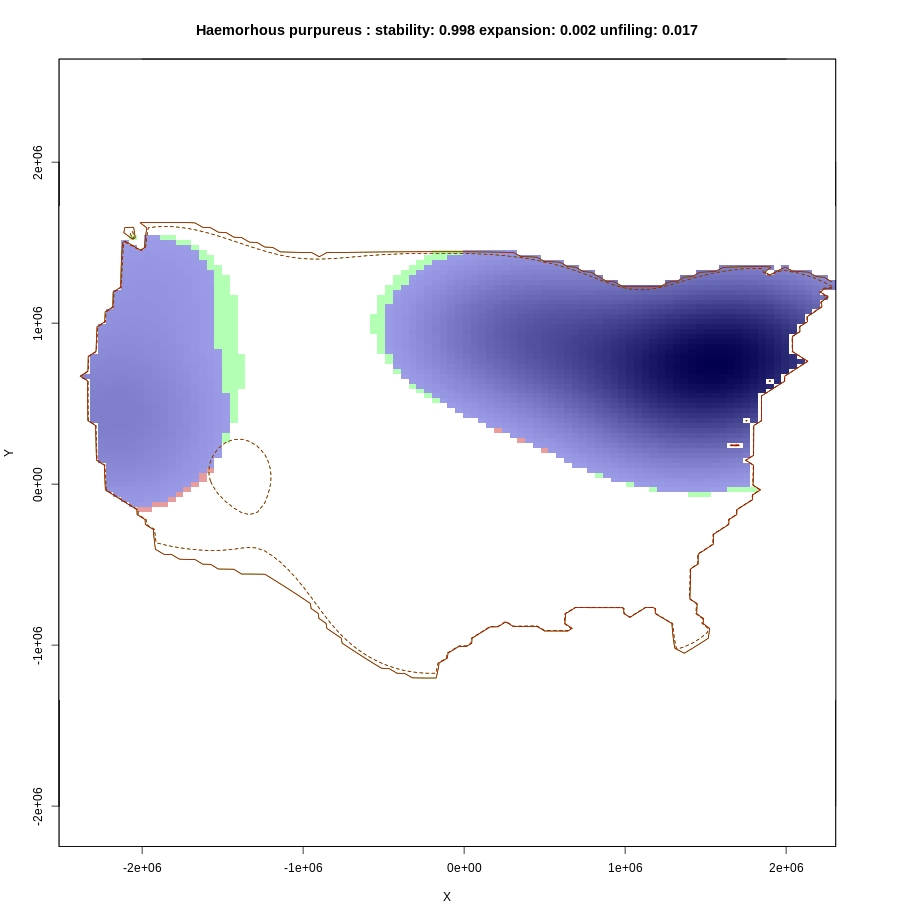 Haemorhous purpureus : stability: 0.998 expansion: 0.002 unfiling: 0.017
2e+06
1e+06
Y
0e+00
-1e+06
-2e+06
-2e+06 -1e+06 0e+00 1e+06 2e+06
X